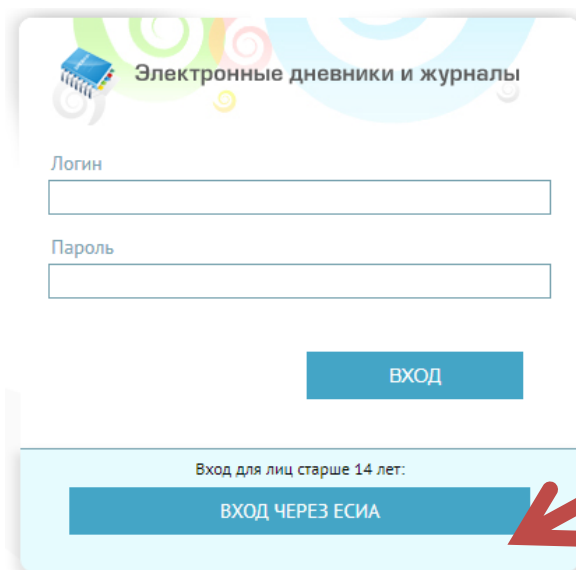 Электронные дневники и журналы
Логин
Пароль
ВХОД
Вход для лиц старше 14 лет:
ВХОД ЧЕРЕЗ ЕСИА